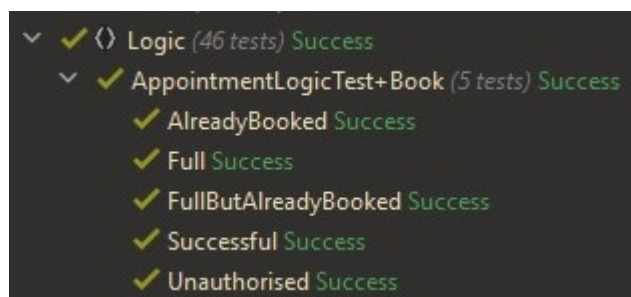 Logic (46 tests) Success
AppointmentLogicTest+Book (5 tests) Success
AlreadyBooked Success
Full Success
FullButAlreadyBooked Success
Successful Success
Unauthorised Success